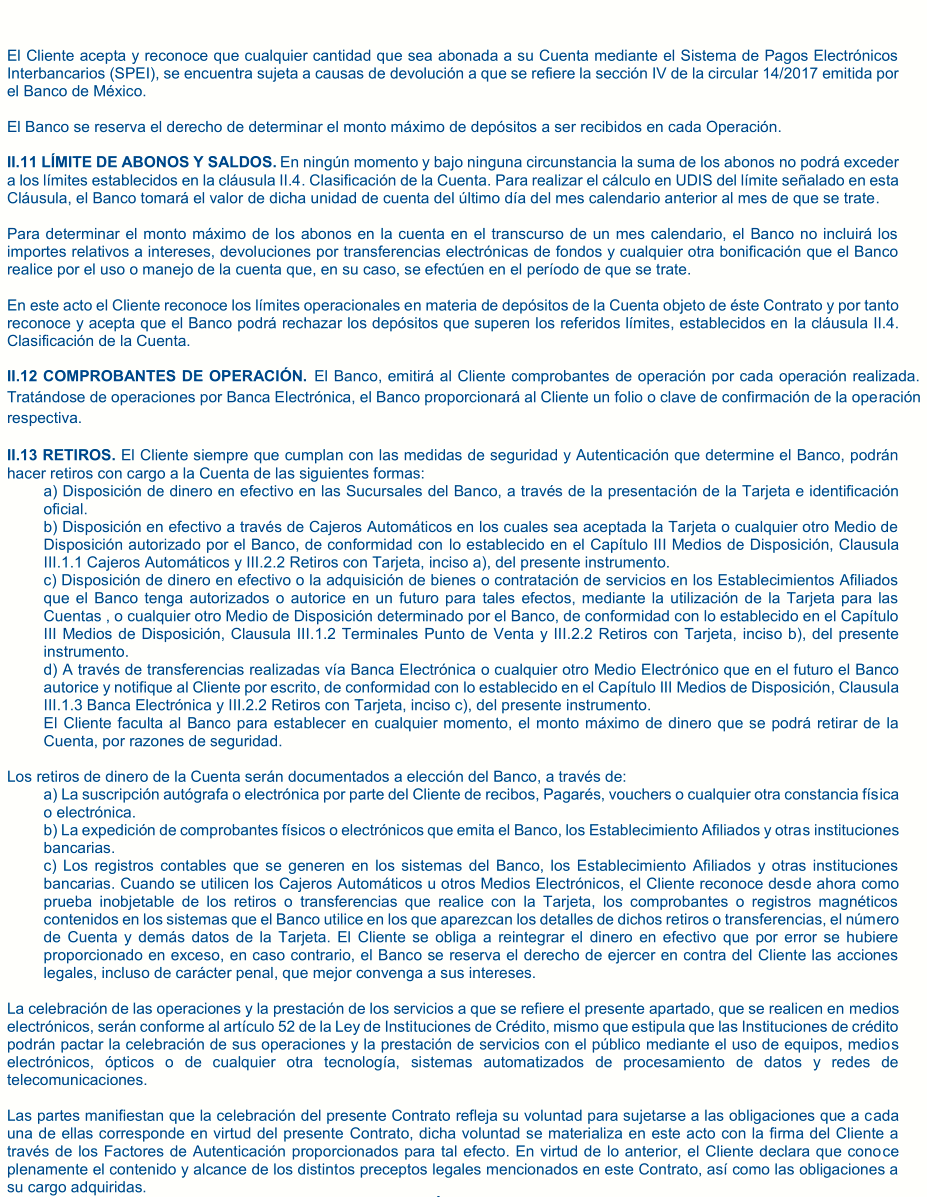 El Cliente acepta y reconoce que cualquier cantidad que sea abonada a su Cuenta mediante el Sistema de Pagos Electrónicos
Interbancarios (SPEI), se encuentra sujeta a causas de devolución a que se refiere la sección IV de la circular 14/2017 emitida por
el Banco de México.
El Banco se reserva el derecho de determinar el monto máximo de depósitos a ser recibidos en cada Operación.
II.11 LÍMITE DE ABONOS Y SALDOS. En ningún momento y bajo ninguna circunstancia la suma de los abonos no podrá exceder
a los límites establecidos en la cláusula II.4. Clasificación de la Cuenta. Para realizar el cálculo en UDIS del límite señalado en esta
Cláusula, el Banco tomará el valor de dicha unidad de cuenta del último día del mes calendario anterior al mes de que se trate.
Para determinar el monto máximo de los abonos en la cuenta en el transcurso de un mes calendario, el Banco no incluirá los
importes relativos a intereses, devoluciones por transferencias electrónicas de fondos y cualquier otra bonificación que el Banco
realice por el uso o manejo de la cuenta que, en su caso, se efectúen en el período de que se trate.
En este acto el Cliente reconoce los límites operacionales en materia de depósitos de la Cuenta objeto de éste Contrato y por tanto
reconoce y acepta que el Banco podrá rechazar los depósitos que superen los referidos límites, establecidos en la cláusula II.4.
Clasificación de la Cuenta.
II.12 COMPROBANTES DE OPERACIÓN. El Banco, emitirá al Cliente comprobantes de operación por cada operación realizada.
Tratándose de operaciones por Banca Electrónica, el Banco proporcionará al Cliente un folio o clave de confirmación de la operación
respectiva.
II.13 RETIROS. El Cliente siempre que cumplan con las medidas de seguridad y Autenticación que determine el Banco, podrán
hacer retiros con cargo a la Cuenta de las siguientes formas:
a) Disposición de dinero en efectivo en las Sucursales del Banco, a través de la presentación de la Tarjeta e identificación
oficial.
b) Disposición en efectivo a través de Cajeros Automáticos en los cuales sea aceptada la Tarjeta o cualquier otro Medio de
Disposición autorizado por el Banco, de conformidad con lo establecido en el Capítulo III Medios de Disposición, Clausula
III.1.1 Cajeros Automáticos y III.2.2 Retiros con Tarjeta, inciso a), del presente instrumento.
c) Disposición de dinero en efectivo o la adquisición de bienes o contratación de servicios en los Establecimientos Afiliados
que el Banco tenga autorizados o autorice en un futuro para tales efectos, mediante la utilización de la Tarjeta para las
Cuentas , o cualquier otro Medio de Disposición determinado por el Banco, de conformidad con lo establecido en el Capítulo
III Medios de Disposición, Clausula III.1.2 Terminales Punto de Venta y III.2.2 Retiros con Tarjeta, inciso b), del presente
instrumento.
d) A través de transferencias realizadas vía Banca Electrónica o cualquier otro Medio Electrónico que en el futuro el Banco
autorice y notifique al Cliente por escrito, de conformidad con lo establecido en el Capítulo III Medios de Disposición, Clausula
III.1.3 Banca Electrónica y III.2.2 Retiros con Tarjeta, inciso c), del presente instrumento.
El Cliente faculta al Banco para establecer en cualquier momento, el monto máximo de dinero que se podrá retirar de la
Cuenta, por razones de seguridad.
Los retiros de dinero de la Cuenta serán documentados a elección del Banco, a través de:
a) La suscripción autógrafa o electrónica por parte del Cliente de recibos, Pagarés, vouchers o cualquier otra constancia física
o electrónica.
b) La expedición de comprobantes físicos o electrónicos que emita el Banco, los Establecimiento Afiliados y otras instituciones
bancarias.
c) Los registros contables que se generen en los sistemas del Banco, los Establecimiento Afiliados y otras instituciones
bancarias. Cuando se utilicen los Cajeros Automáticos u otros Medios Electrónicos, el Cliente reconoce desde ahora como
prueba inobjetable de los retiros o transferencias que realice con la Tarjeta, los comprobantes o registros magnéticos
contenidos en los sistemas que el Banco utilice en los que aparezcan los detalles de dichos retiros o transferencias, el número
de Cuenta y demás datos de la Tarjeta. El Cliente se obliga a reintegrar el dinero en efectivo que por error se hubiere
proporcionado en exceso, en caso contrario, el Banco se reserva el derecho de ejercer en contra del Cliente las acciones
legales, incluso de carácter penal, que mejor convenga a sus intereses.
La celebración de las operaciones y la prestación de los servicios a que se refiere el presente apartado, que se realicen en medios
electrónicos, serán conforme al artículo 52 de la Ley de Instituciones de Crédito, mismo que estipula que las Instituciones de crédito
podrán pactar la celebración de sus operaciones y la prestación de servicios con el público mediante el uso de equipos, medios
electrónicos, ópticos o de cualquier otra tecnología, sistemas automatizados de procesamiento de datos y redes de
telecomunicaciones.
Las partes manifiestan que la celebración del presente Contrato refleja su voluntad para sujetarse a las obligaciones que a cada
una de ellas corresponde en virtud del presente Contrato, dicha voluntad se materializa en este acto con la firma del Cliente a
través de los Factores de Autenticación proporcionados para tal efecto. En virtud de lo anterior, el Cliente declara que conoce
plenamente el contenido y alcance de los distintos preceptos legales mencionados en este Contrato, así como las obligaciones a
su cargo adquiridas.